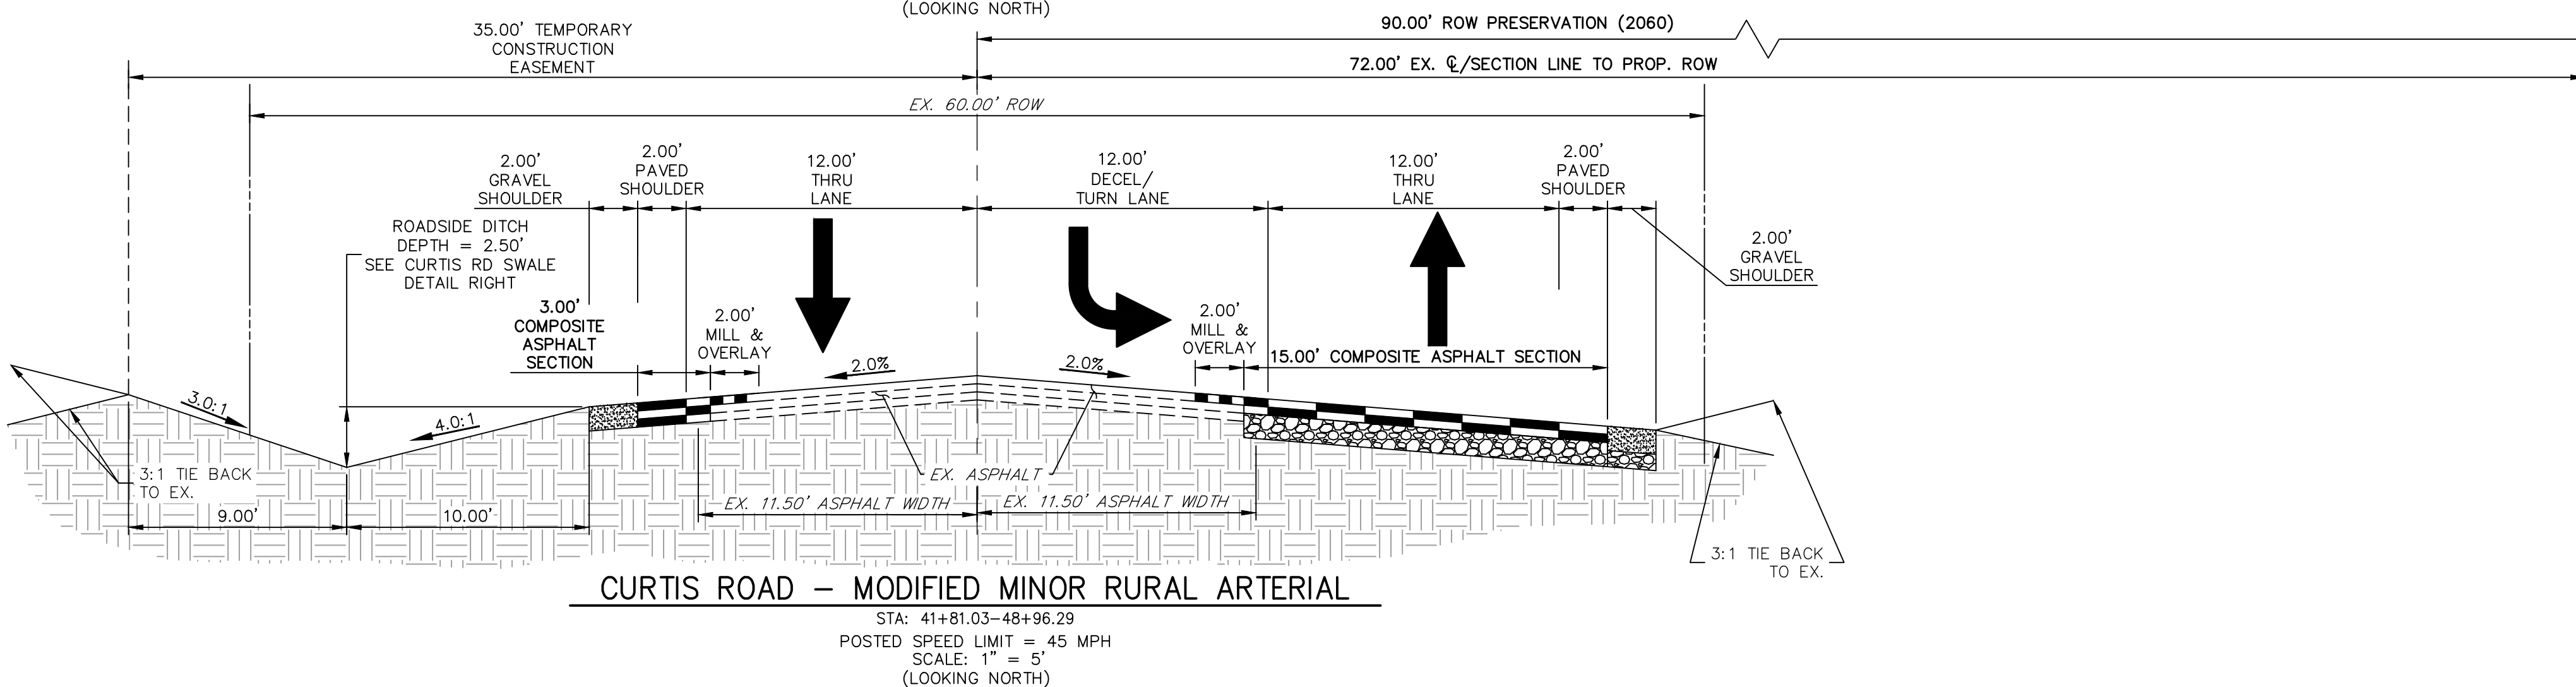 (LOOKING NORTH)
35.00' TEMPORARY
CONSTRUCTION
EASEMENT
90.00' ROW PRESERVATION (2060)
72.00' EX. ℄/SECTION LINE TO PROP. ROW
EX. 60.00' ROW
2.00'
GRAVEL
SHOULDER
2.00'
PAVED
SHOULDER
12.00'
THRU
LANE
12.00'
DECEL/
TURN LANE
12.00'
THRU
LANE
2.00'
PAVED
SHOULDER
2.00'
GRAVEL
SHOULDER
ROADSIDE DITCH
DEPTH = 2.50'
SEE CURTIS RD SWALE
DETAIL RIGHT
3.00'
COMPOSITE
ASPHALT
SECTION
2.00'
MILL &
OVERLAY
2.0%
2.0%
2.00'
MILL &
OVERLAY
15.00' COMPOSITE ASPHALT SECTION
3.0:1
4.0:1
3:1 TIE BACK
TO EX.
EX. ASPHALT
EX. 11.50' ASPHALT WIDTH
EX. 11.50' ASPHALT WIDTH
9.00'
10.00'
3:1 TIE BACK
TO EX.
CURTIS ROAD – MODIFIED MINOR RURAL ARTERIAL
STA: 41+81.03–48+96.29
POSTED SPEED LIMIT = 45 MPH
SCALE: 1" = 5'
(LOOKING NORTH)